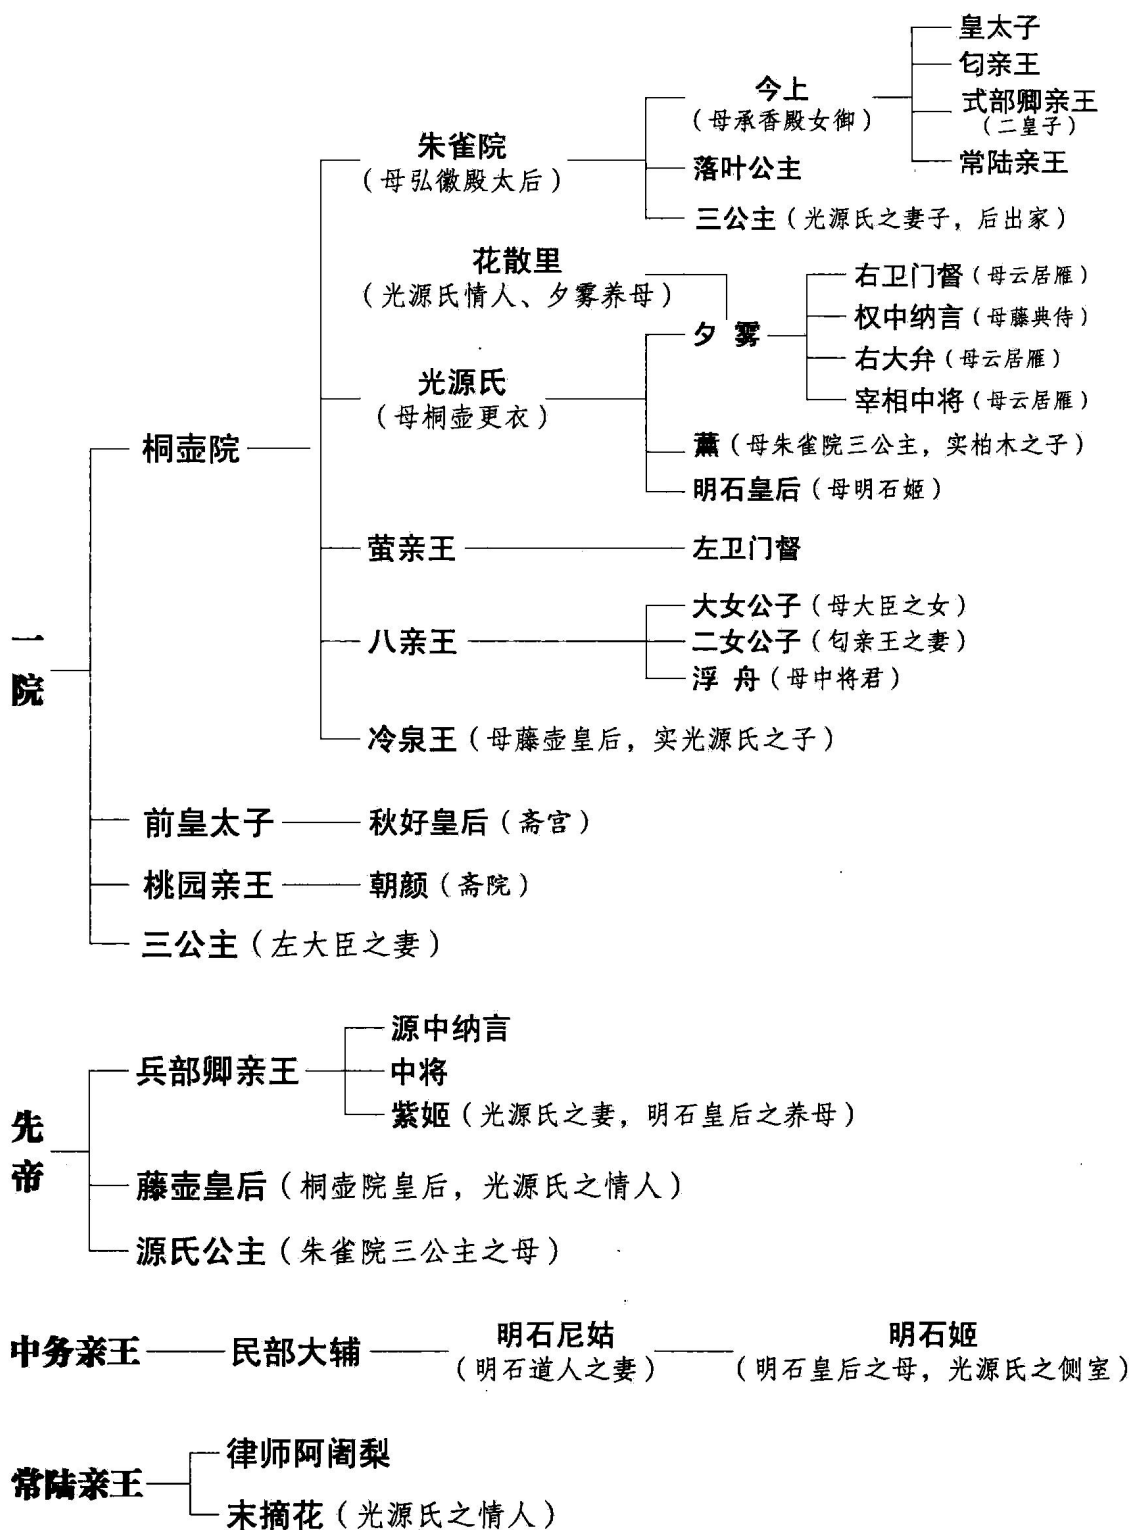 皇太子
匂亲王
今上
式部卿亲王
(母承香殿女御)
(二皇子)
朱雀院
常陆亲王
(母弘徽殿太后)
落叶公主
三公主(光源氏之妻子，后出家)
花散里
(光源氏情人、夕雾养母)
右卫门督(母云居雁)
夕雾
权中纳言(母藤典侍)
光源氏
右大弁(母云居雁)
(母桐壶更衣)
宰相中将(母云居雁)
桐壶院
薰(母朱雀院三公主，实柏木之子)
明石皇后(母明石姬)
萤亲王
左卫门督
大女公子(母大臣之女)
一院
八亲王
二女公子(匂亲王之妻)
浮舟(母中将君)
冷泉王(母藤壶皇后，实光源氏之子)
前皇太子
秋好皇后(斋宫)
桃园亲王
朝颜(斋院)
三公主(左大臣之妻)
源中纳言
兵部卿亲王
中将
紫姬(光源氏之妻，明石皇后之养母)
先帝
藤壶皇后(桐壶院皇后，光源氏之情人)
源氏公主(朱雀院三公主之母)
中务亲王
民部大辅
明石尼姑
(明石道人之妻)
明石姬
(明石皇后之母，光源氏之侧室)
律师阿阇梨
常陆亲王
末摘花(光源氏之情人)